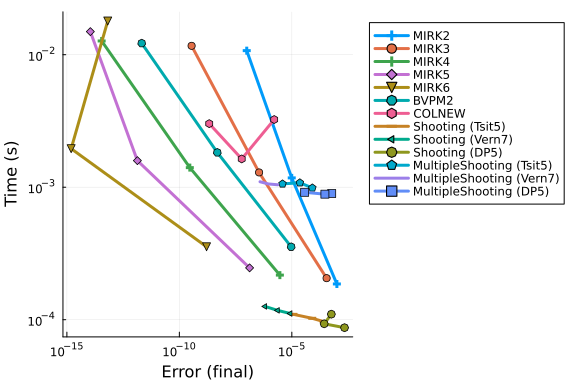 MIRK2
MIRK3
MIRK4
MIRK5
MIRK6
BVPM2
COLNEW
Shooting (Tsit5)
Shooting (Vern7)
Shooting (DP5)
MultipleShooting (Tsit5)
MultipleShooting (Vern7)
MultipleShooting (DP5)
Time (s)
10⁻²
10⁻³
10⁻⁴
10⁻¹⁵ 10⁻¹⁰ 10⁻⁵
Error (final)